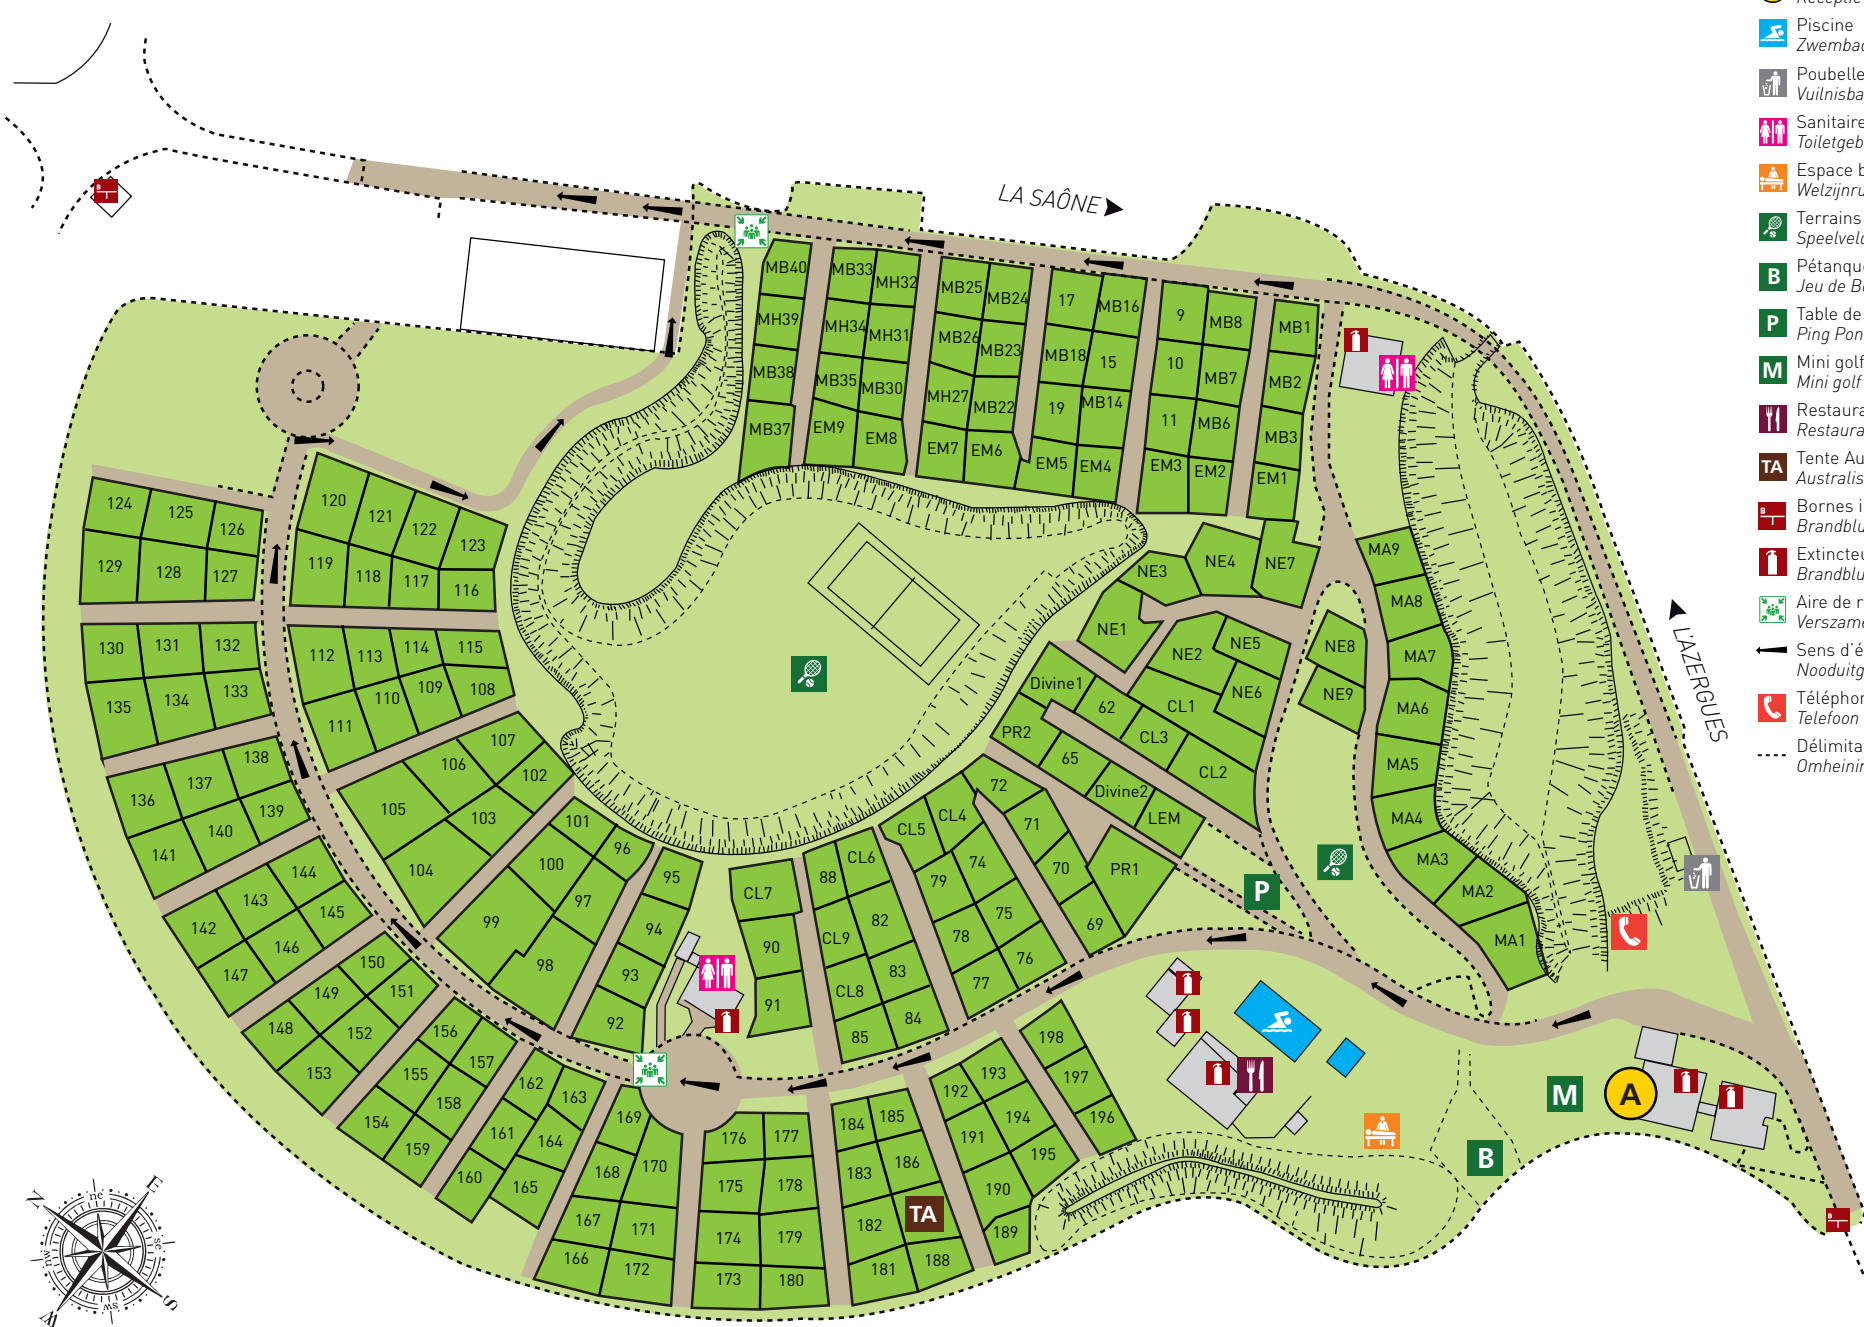 Piscine
Poubelle
Sanitaire
Espace b
Terrains
B Pétanqu
P Table de
Ping Pon
M Mini golf
Mini golf
Restaura
Restaura
TA Tente Au
Australis
Bornes i
Brandblu
Extincteu
Brandblu
Aire de r
Verszame
Sens d'é
Nooduitg
Téléphon
Telefoon
Délimita
Omheinin
LA SAÔNE
L'AZERGUES
MB40 MB33 MH32 MB25 MB24 17 MB16 9 MB8 MB1
MH39 MH34 MH31 MB26 MB23 MB18 15 10 MB7 MB2
MB38 MB35 MB30 MH27 MB22 19 MB14 11 MB6 MB3
MB37 EM9 EM8 EM7 EM6 EM5 EM4 EM3 EM2 EM1
124 125 126 120 121 122 123
129 128 127 119 118 117 116
NE3 NE4 NE7 MA9
NE1 NE2 NE5 NE6 NE8 NE9 MA8
MA7
MA6
MA5
MA4
MA3
MA2
MA1
130 131 132 112 113 114 115
135 134 133 111 110 109 108
Divine1 62 CL1
PR2 65 CL3 CL2
Divine2 LEM
136 137 138 105 106 107
141 140 139 104 103 102
101 96 100 97 99 98
95 94 93 92
CL7 90 91
88 CL6 82 CL9 83 CL8 84 85
CL5 CL4 74 79 75 78 76 77
72 71 70 69 PR1
P
142 143 144 145 146 147
148 149 150 151 152 153
154 155 156 157 158 159
160 161 162 163 164 165
166 167 168 169 170 171 172
173 174 175 176 177 178 179 180
181 182 183 184 185 186 TA 188
189 190 191 192 193 194 195
196 197 198
M A
B
N ne E se S sw W nw